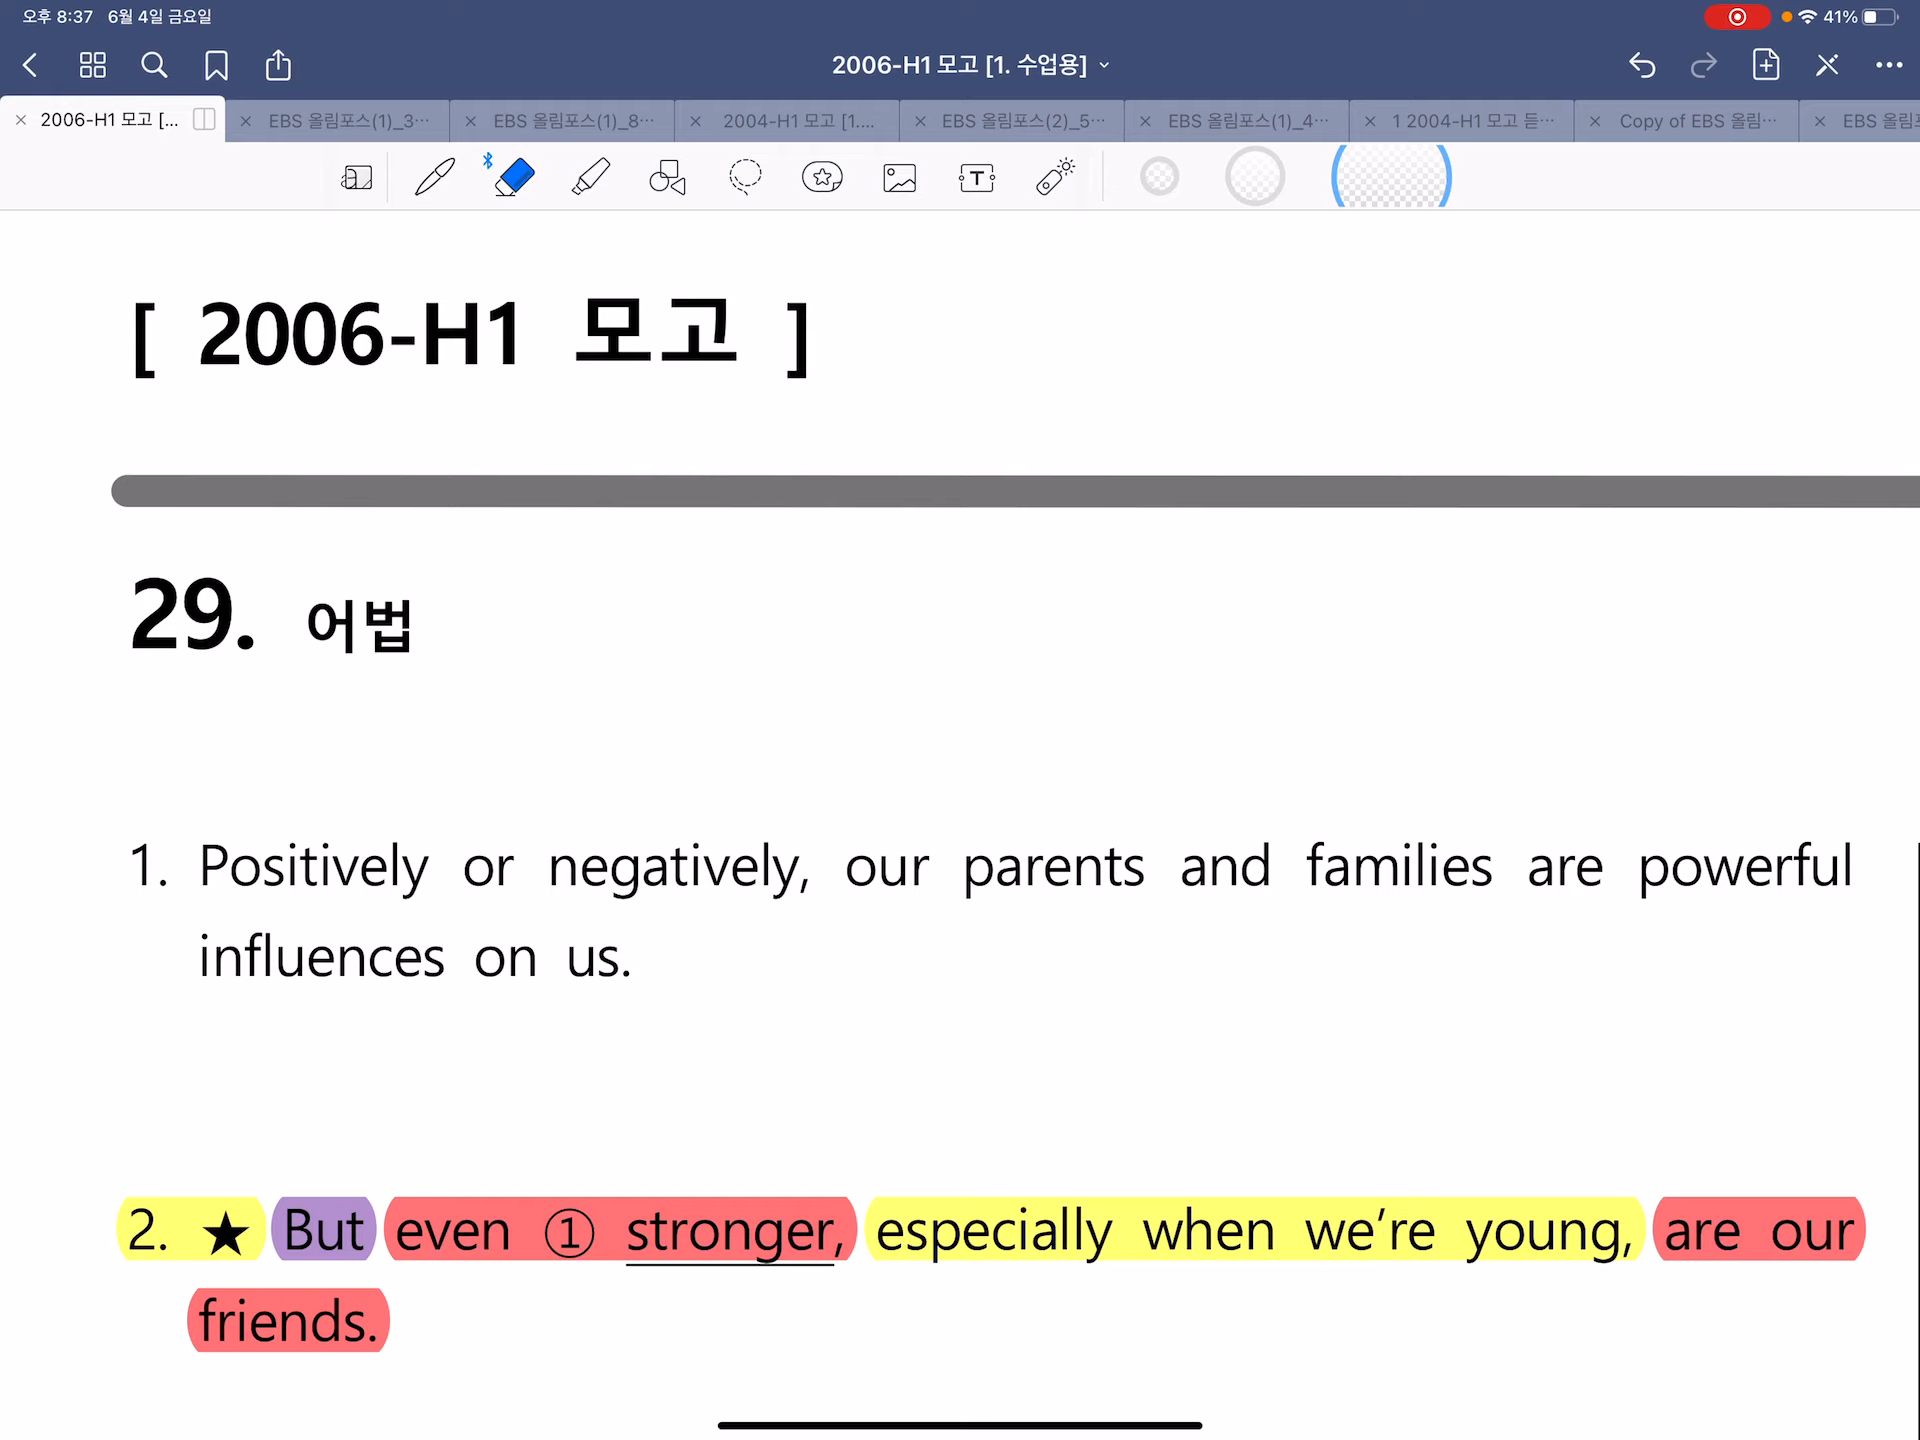 오후 8:37 6월 4일 금요일
41%
2006-H1 모고 [1. 수업용]
2006-H1 모고 [...
EBS 올림포스(1)_3...
EBS 올림포스(1)_8...
2004-H1 모고 [1....
EBS 올림포스(2)_5...
EBS 올림포스(1)_4...
1 2004-H1 모고 듣...
Copy of EBS 올림...
EBS 올림
[ 2006-H1 모고 ]
29. 어법
1. Positively or negatively, our parents and families are powerful
influences on us.
2. ★ But even ① stronger, especially when we’re young, are our
friends.